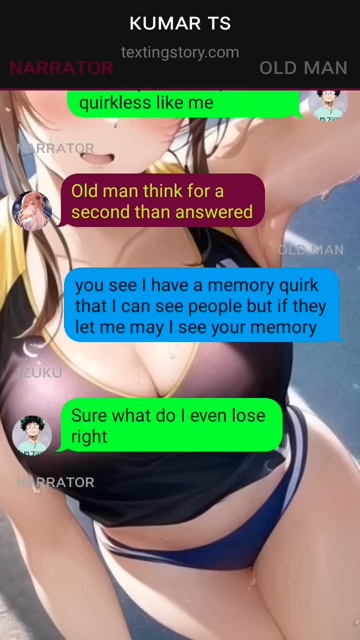 KUMAR TS
textingstory.com
NARRATOR
OLD MAN
quirkless like me
NARRATOR
Old man think for a
second than answered
OLD MAN
you see I have a memory quirk
that I can see people but if they
let me may I see your memory
IZUKU
Sure what do I even lose
right
NARRATOR